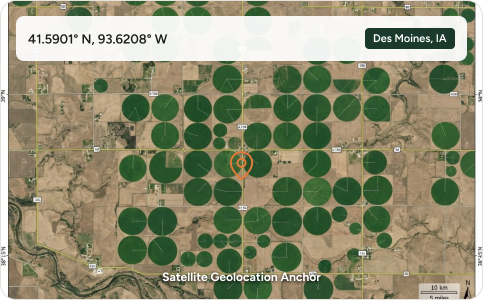 41.5901° N, 93.6208° W
Des Moines, IA
Satellite Geolocation Anchor
10 km
5 miles
N